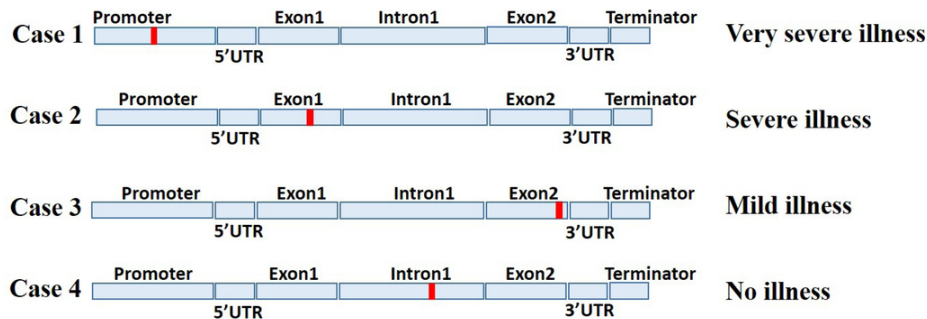 Promoter Exon1 Intron1 Exon2 Terminator
Case 1 Very severe illness
5'UTR 3'UTR
Promoter Exon1 Intron1 Exon2 Terminator
Case 2 Severe illness
5'UTR 3'UTR
Promoter Exon1 Intron1 Exon2 Terminator
Case 3 Mild illness
5'UTR 3'UTR
Promoter Exon1 Intron1 Exon2 Terminator
Case 4 No illness
5'UTR 3'UTR